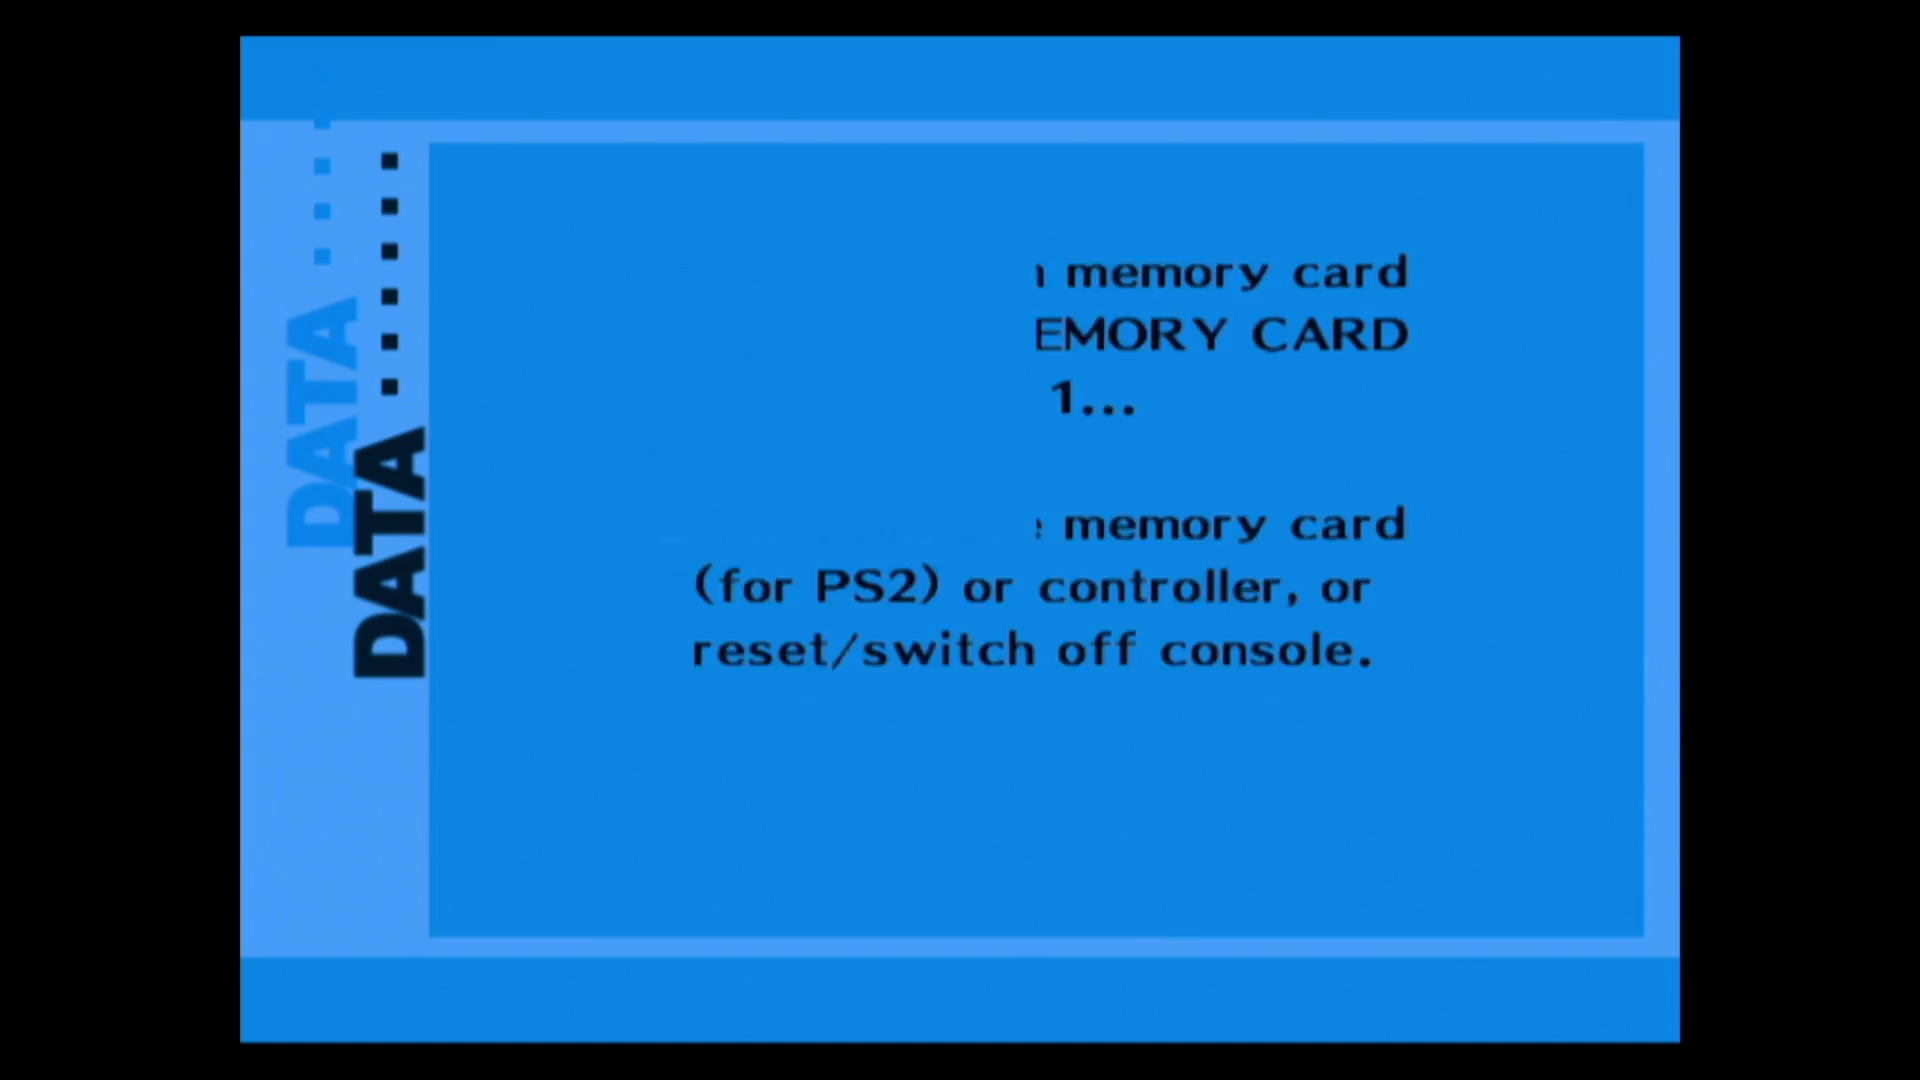 DATA......
DATA....
memory card
EMORY CARD
1...
memory card
(for PS2) or controller, or
reset/switch off console.